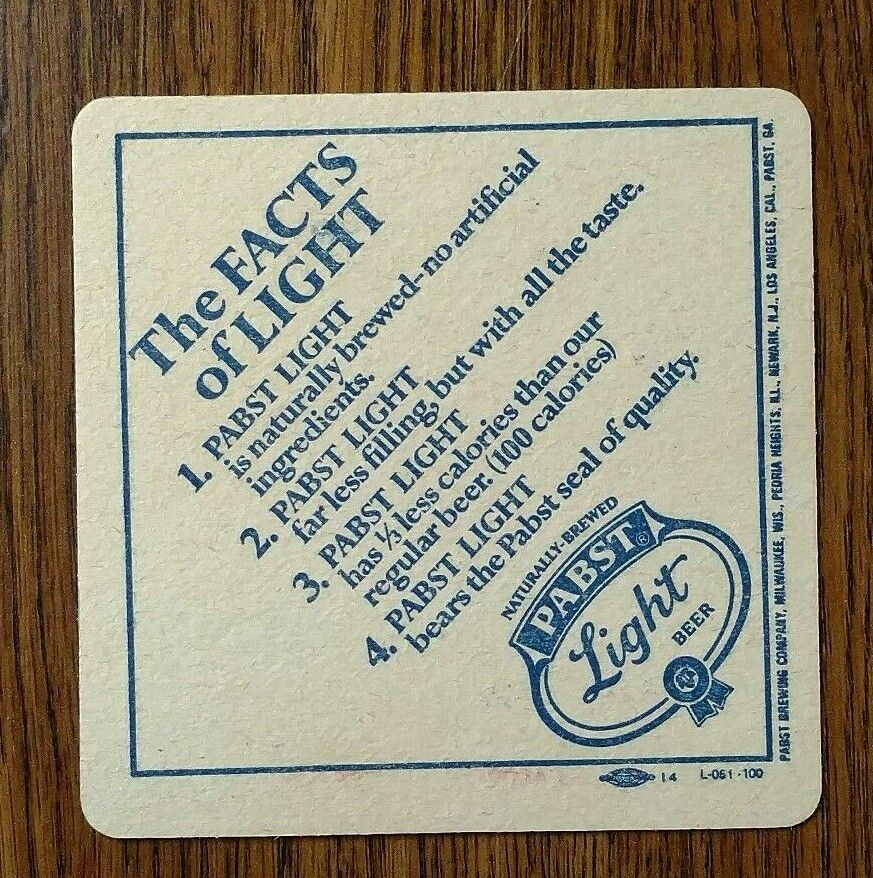 The FACTS
of LIGHT
1. PABST LIGHT
is naturally brewed-no artificial
ingredients.
2. PABST LIGHT
far less filling, but with all the taste.
3. PABST LIGHT
has ⅓ less calories than our
regular beer. (100 calories)
4. PABST LIGHT
bears the Pabst seal of quality.
NATURALLY-BREWED
PABST®
Light
BEER
PABST BREWING COMPANY, MILWAUKEE, WIS., PEORIA HEIGHTS, ILL., NEWARK, N.J., LOS ANGELES, CAL., PABST, GA.
14 L-061-100